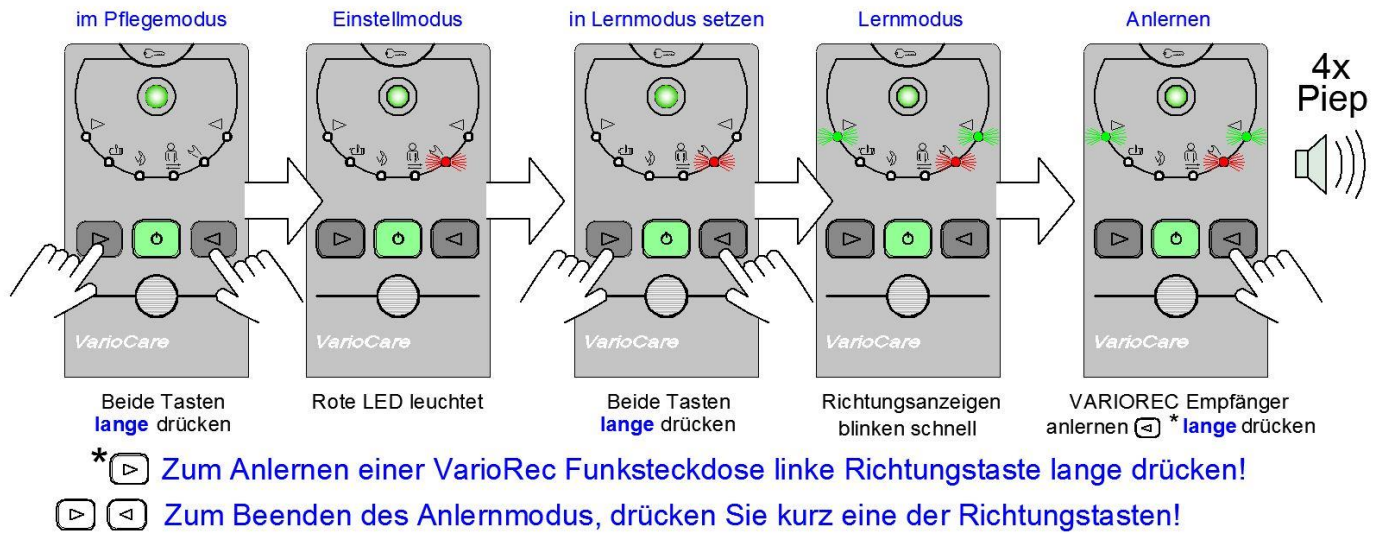 im Pflegemodus
Einstellmodus
in Lernmodus setzen
Lernmodus
Anlernen
4x
Piep
VarioCare
VarioCare
VarioCare
VarioCare
VarioCare
Beide Tasten
lange drücken
Rote LED leuchtet
Beide Tasten
lange drücken
Richtungsanzeigen
blinken schnell
VARIOREC Empfänger
anlernen * lange drücken
* Zum Anlernen einer VarioRec Funksteckdose linke Richtungstaste lange drücken!
Zum Beenden des Anlernmodus, drücken Sie kurz eine der Richtungstasten!